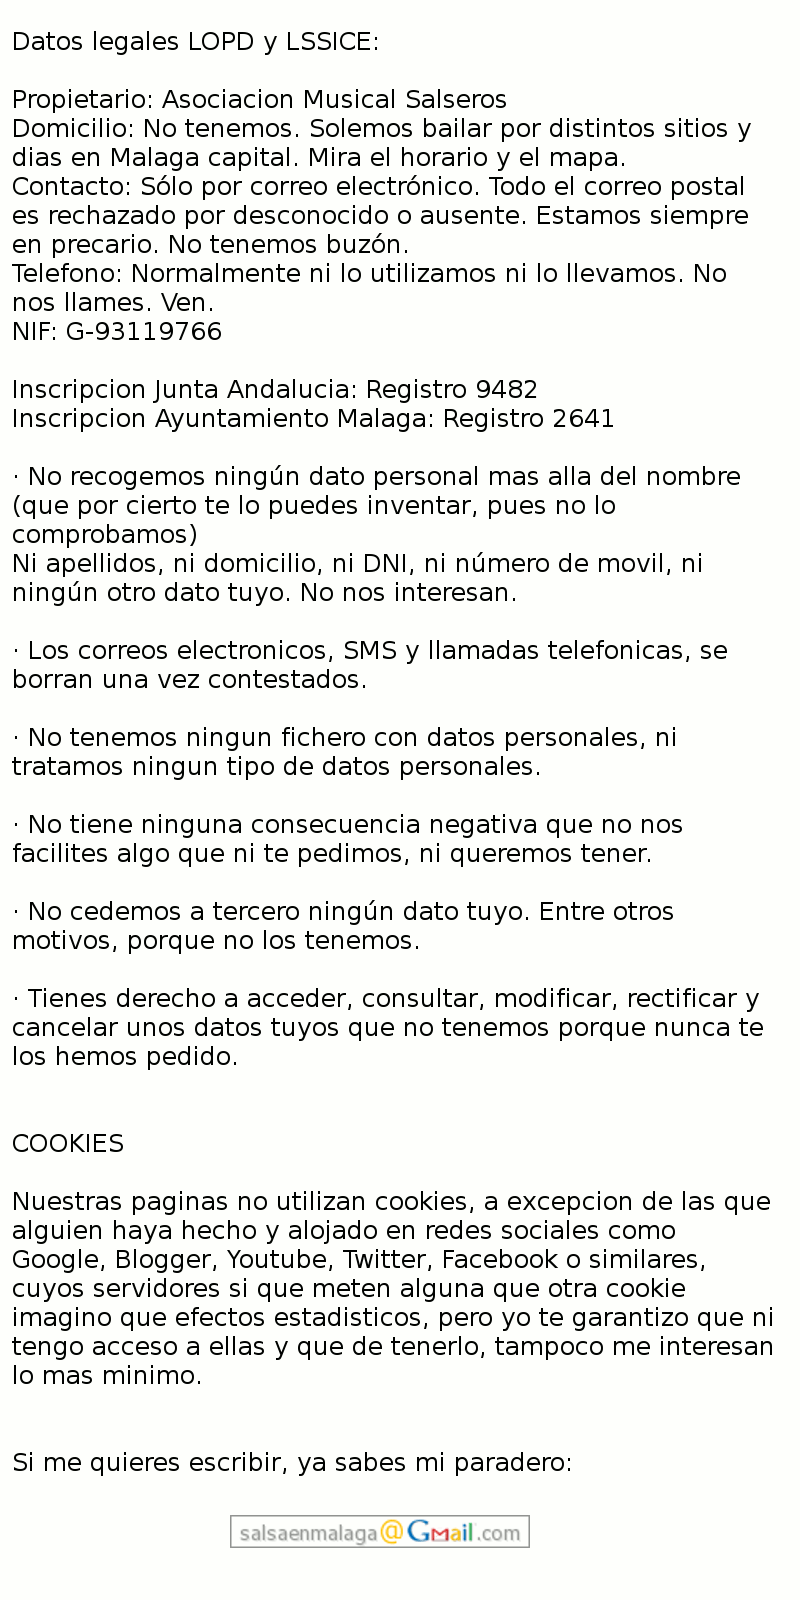 Datos legales LOPD y LSSICE:
Propietario: Asociacion Musical Salseros
Domicilio: No tenemos. Solemos bailar por distintos sitios y
dias en Malaga capital. Mira el horario y el mapa.
Contacto: Sólo por correo electrónico. Todo el correo postal
es rechazado por desconocido o ausente. Estamos siempre
en precario. No tenemos buzón.
Telefono: Normalmente ni lo utilizamos ni lo llevamos. No
nos llames. Ven.
NIF: G-93119766
Inscripcion Junta Andalucia: Registro 9482
Inscripcion Ayuntamiento Malaga: Registro 2641
· No recogemos ningún dato personal mas alla del nombre
(que por cierto te lo puedes inventar, pues no lo
comprobamos)
Ni apellidos, ni domicilio, ni DNI, ni número de movil, ni
ningún otro dato tuyo. No nos interesan.
· Los correos electronicos, SMS y llamadas telefonicas, se
borran una vez contestados.
· No tenemos ningun fichero con datos personales, ni
tratamos ningun tipo de datos personales.
· No tiene ninguna consecuencia negativa que no nos
facilites algo que ni te pedimos, ni queremos tener.
· No cedemos a tercero ningún dato tuyo. Entre otros
motivos, porque no los tenemos.
· Tienes derecho a acceder, consultar, modificar, rectificar y
cancelar unos datos tuyos que no tenemos porque nunca te
los hemos pedido.
COOKIES
Nuestras paginas no utilizan cookies, a excepcion de las que
alguien haya hecho y alojado en redes sociales como
Google, Blogger, Youtube, Twitter, Facebook o similares,
cuyos servidores si que meten alguna que otra cookie
imagino que efectos estadisticos, pero yo te garantizo que ni
tengo acceso a ellas y que de tenerlo, tampoco me interesan
lo mas minimo.
Si me quieres escribir, ya sabes mi paradero:
salsaenmalaga@Gmail.com